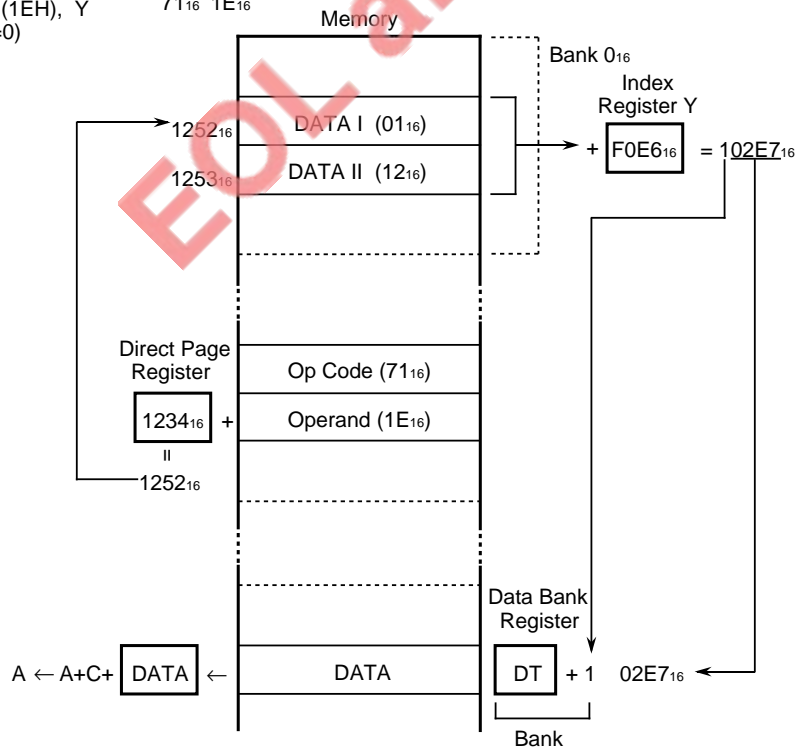 (1EH), Y 71₁₆ 1E₁₆
=0)
Memory
Bank 0₁₆
Index
Register Y
1252₁₆ DATA I (01₁₆) + F0E6₁₆ = 102E7₁₆
1253₁₆ DATA II (12₁₆)
EOL a
Direct Page
Register
Op Code (71₁₆)
1234₁₆ + Operand (1E₁₆)
=
1252₁₆
Data Bank
Register
A ← A+C+ DATA ← DATA DT + 1 02E7₁₆
Bank